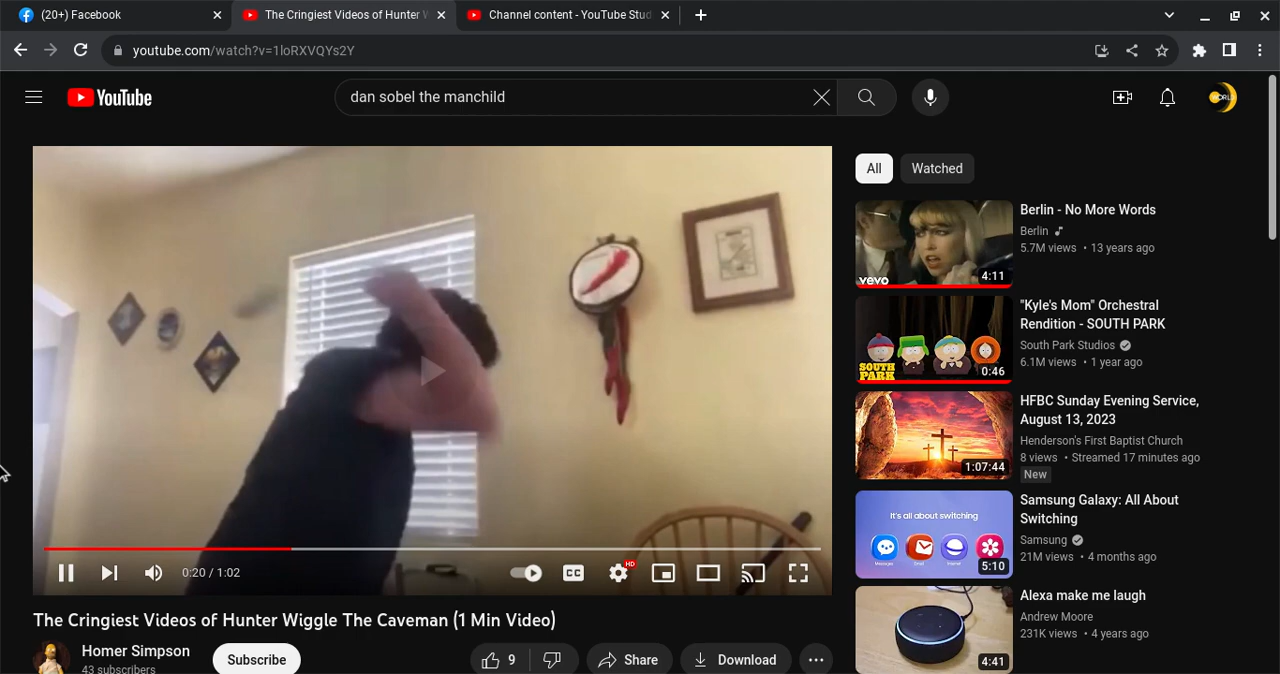 (20+) Facebook
The Cringiest Videos of Hunter W
Channel content - YouTube Stud
youtube.com/watch?v=1loRXVQYs2Y
YouTube
dan sobel the manchild
WORLD
All
Watched
vevo
4:11
Berlin - No More Words
Berlin
5.7M views • 13 years ago
SOUTH
PARK
0:46
"Kyle's Mom" Orchestral
Rendition - SOUTH PARK
South Park Studios
6.1M views • 1 year ago
1:07:44
HFBC Sunday Evening Service,
August 13, 2023
Henderson's First Baptist Church
8 views • Streamed 17 minutes ago
New
It's all about switching
5:10
Samsung Galaxy: All About
Switching
Samsung
21M views • 4 months ago
4:41
Alexa make me laugh
Andrew Moore
231K views • 4 years ago
0:20 / 1:02
CC
HD
The Cringiest Videos of Hunter Wiggle The Caveman (1 Min Video)
Homer Simpson
43 subscribers
Subscribe
9
Share
Download